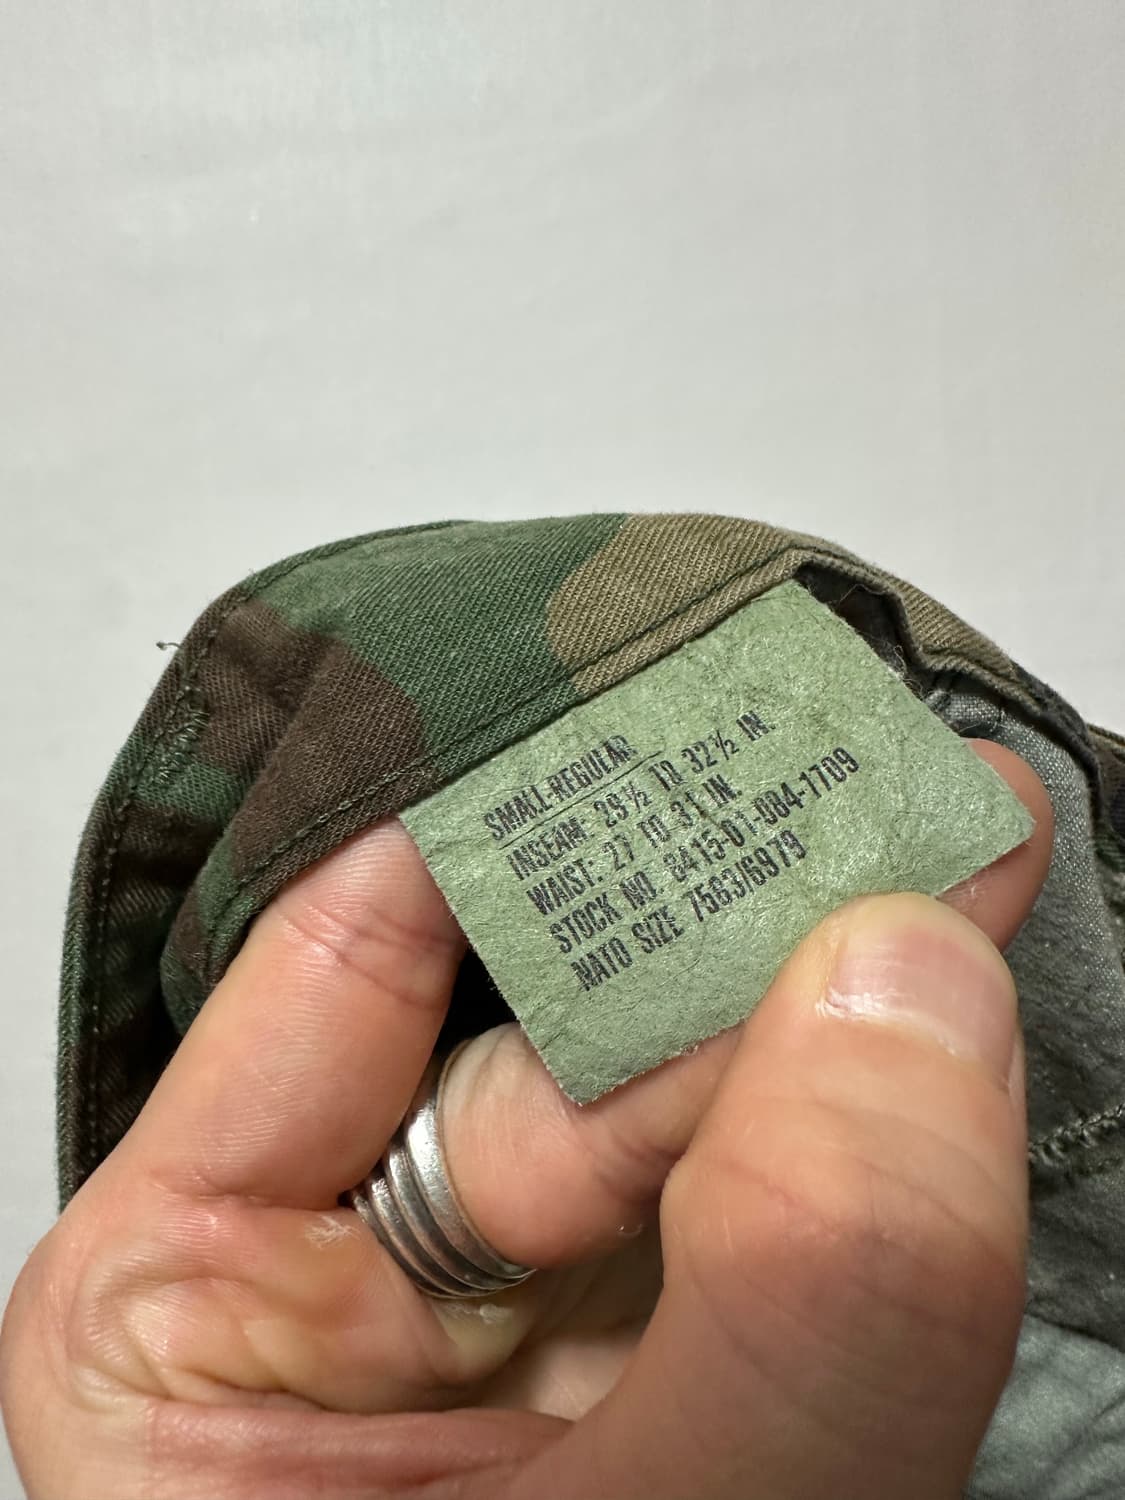 SMALL-REGULAR
INSEAM: 29½ TO 32½ IN.
WAIST: 27 TO 31 IN.
STOCK NO. 8415-01-084-1709
NATO SIZE 7563/6979